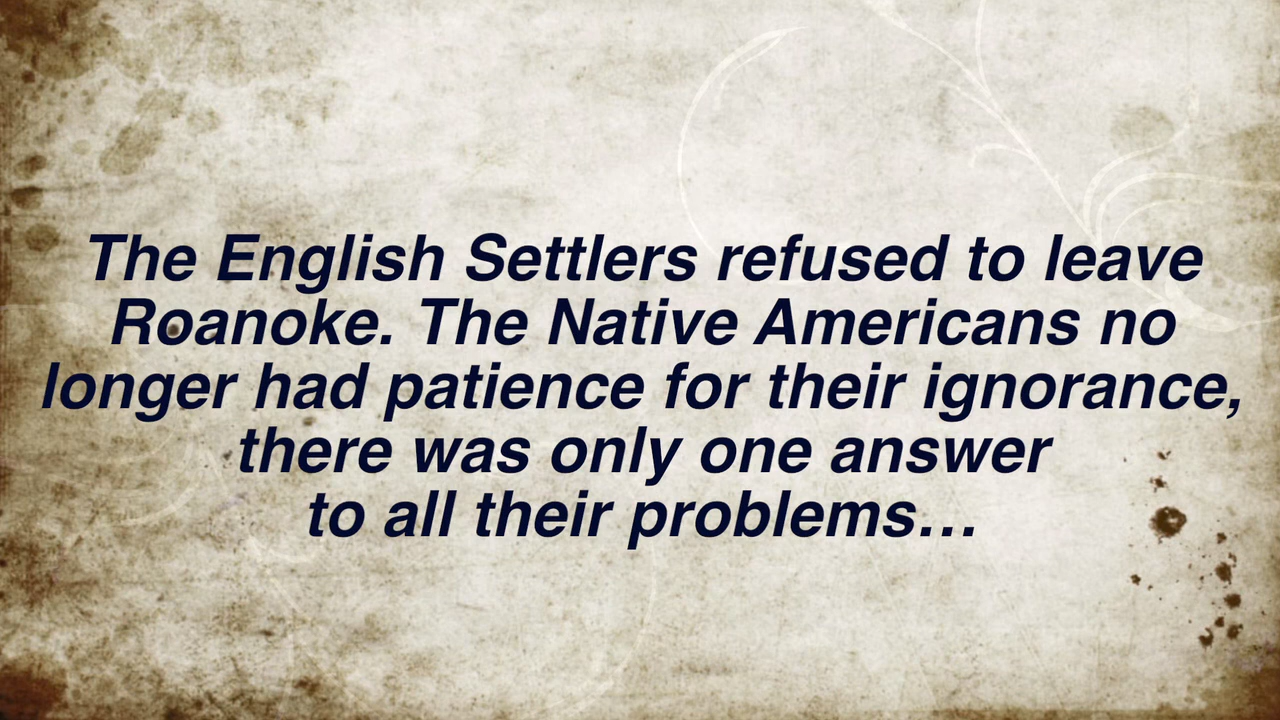 The English Settlers refused to leave
Roanoke. The Native Americans no
longer had patience for their ignorance,
there was only one answer
to all their problems…